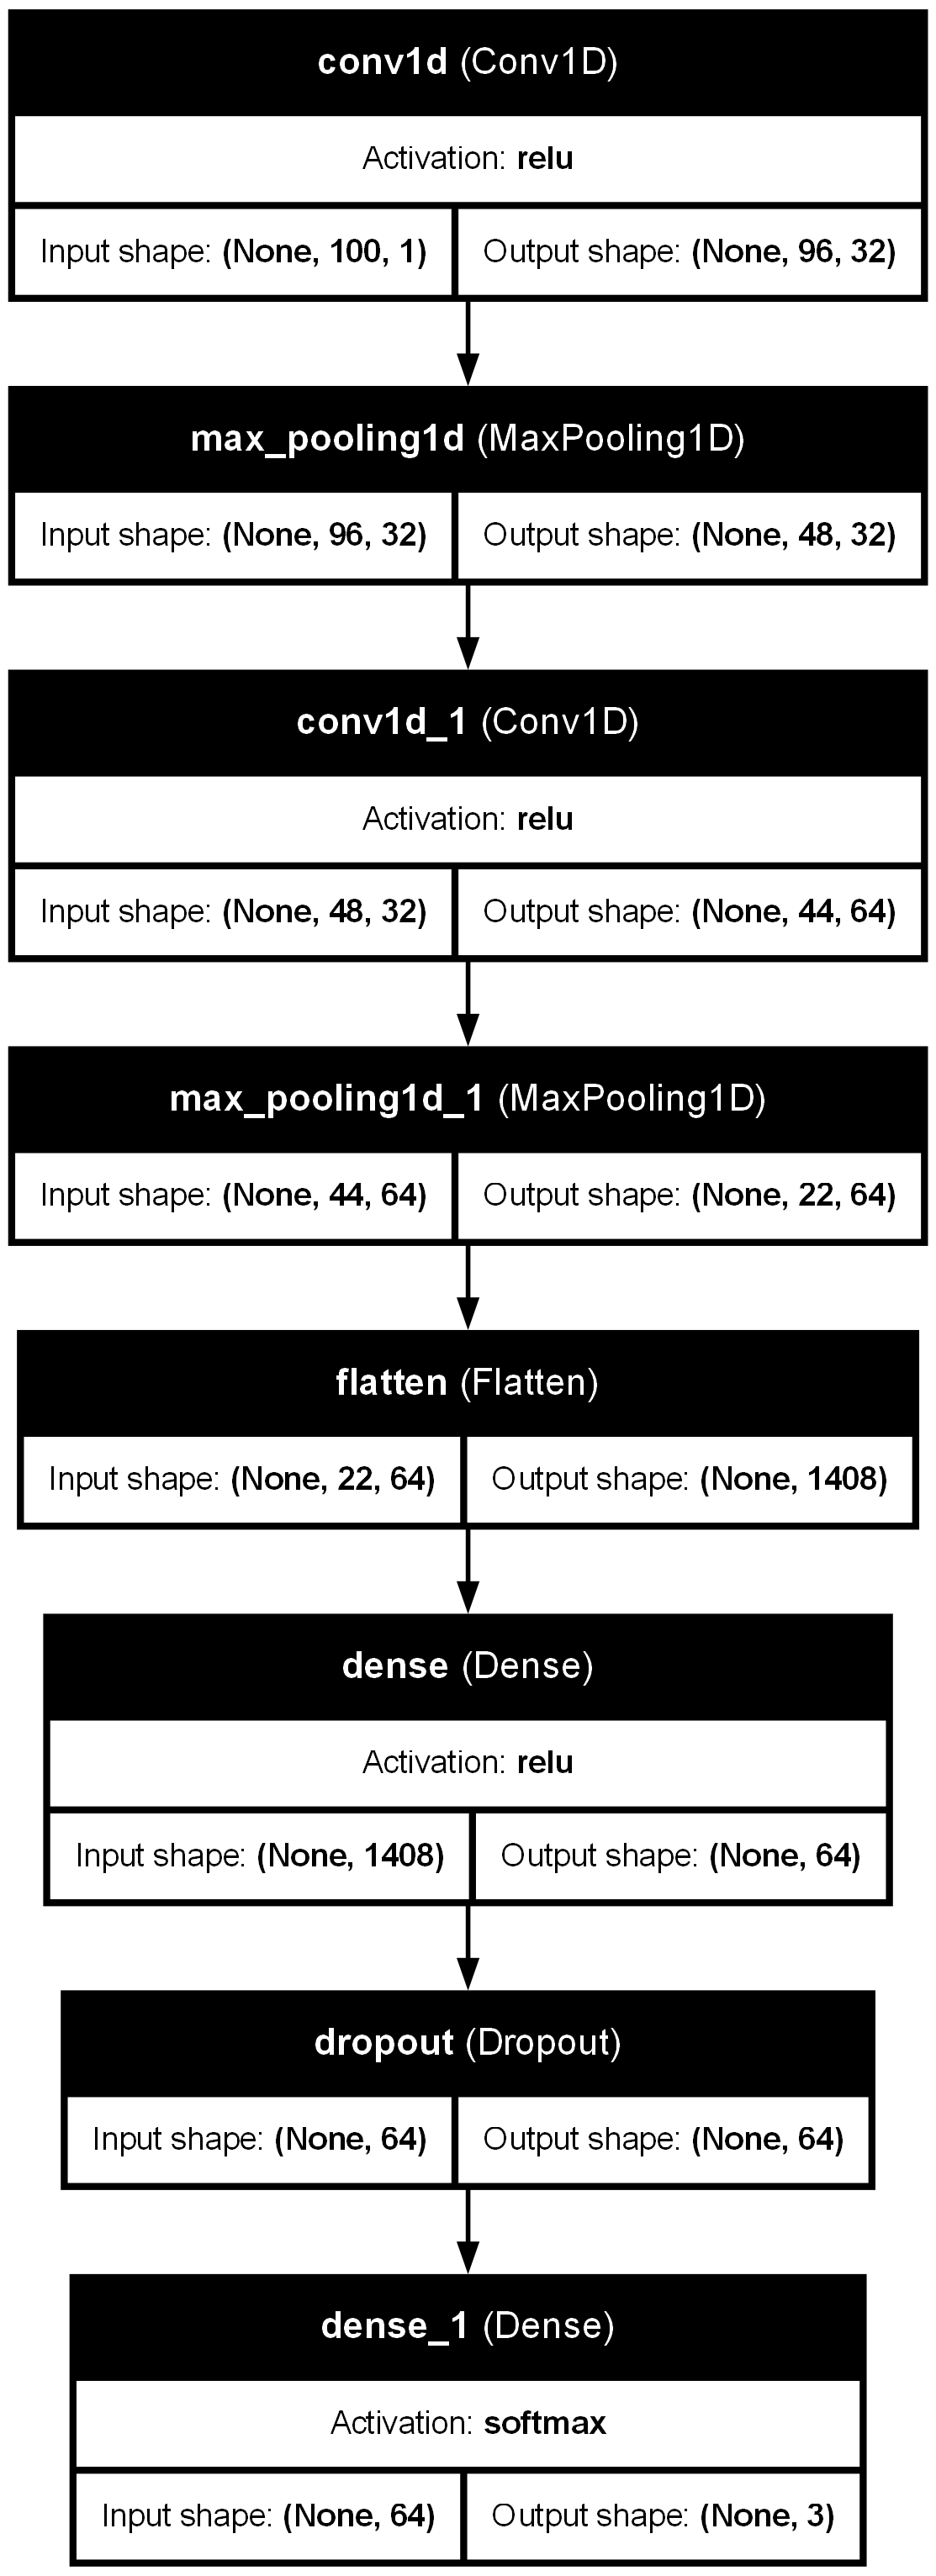 conv1d (Conv1D)
Activation: relu
Input shape: (None, 100, 1) Output shape: (None, 96, 32)
max_pooling1d (MaxPooling1D)
Input shape: (None, 96, 32) Output shape: (None, 48, 32)
conv1d_1 (Conv1D)
Activation: relu
Input shape: (None, 48, 32) Output shape: (None, 44, 64)
max_pooling1d_1 (MaxPooling1D)
Input shape: (None, 44, 64) Output shape: (None, 22, 64)
flatten (Flatten)
Input shape: (None, 22, 64) Output shape: (None, 1408)
dense (Dense)
Activation: relu
Input shape: (None, 1408) Output shape: (None, 64)
dropout (Dropout)
Input shape: (None, 64) Output shape: (None, 64)
dense_1 (Dense)
Activation: softmax
Input shape: (None, 64) Output shape: (None, 3)